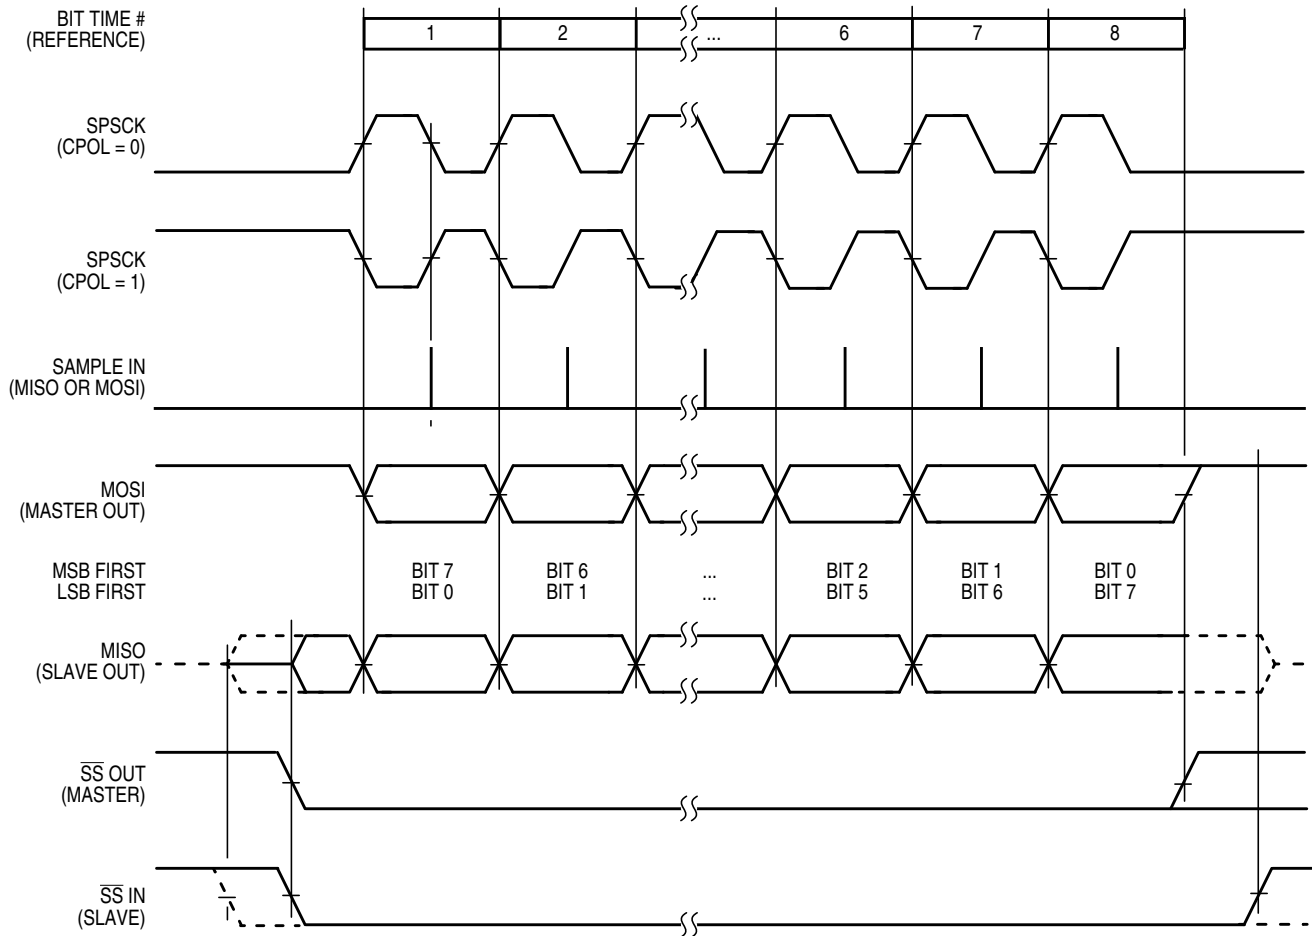 BIT TIME #
(REFERENCE)
1 2 ... 6 7 8
SPSCK
(CPOL = 0)
SPSCK
(CPOL = 1)
SAMPLE IN
(MISO OR MOSI)
MOSI
(MASTER OUT)
MSB FIRST BIT 7 BIT 6 ... BIT 2 BIT 1 BIT 0
LSB FIRST BIT 0 BIT 1 ... BIT 5 BIT 6 BIT 7
MISO
(SLAVE OUT)
S̅S̅ OUT
(MASTER)
S̅S̅ IN
(SLAVE)